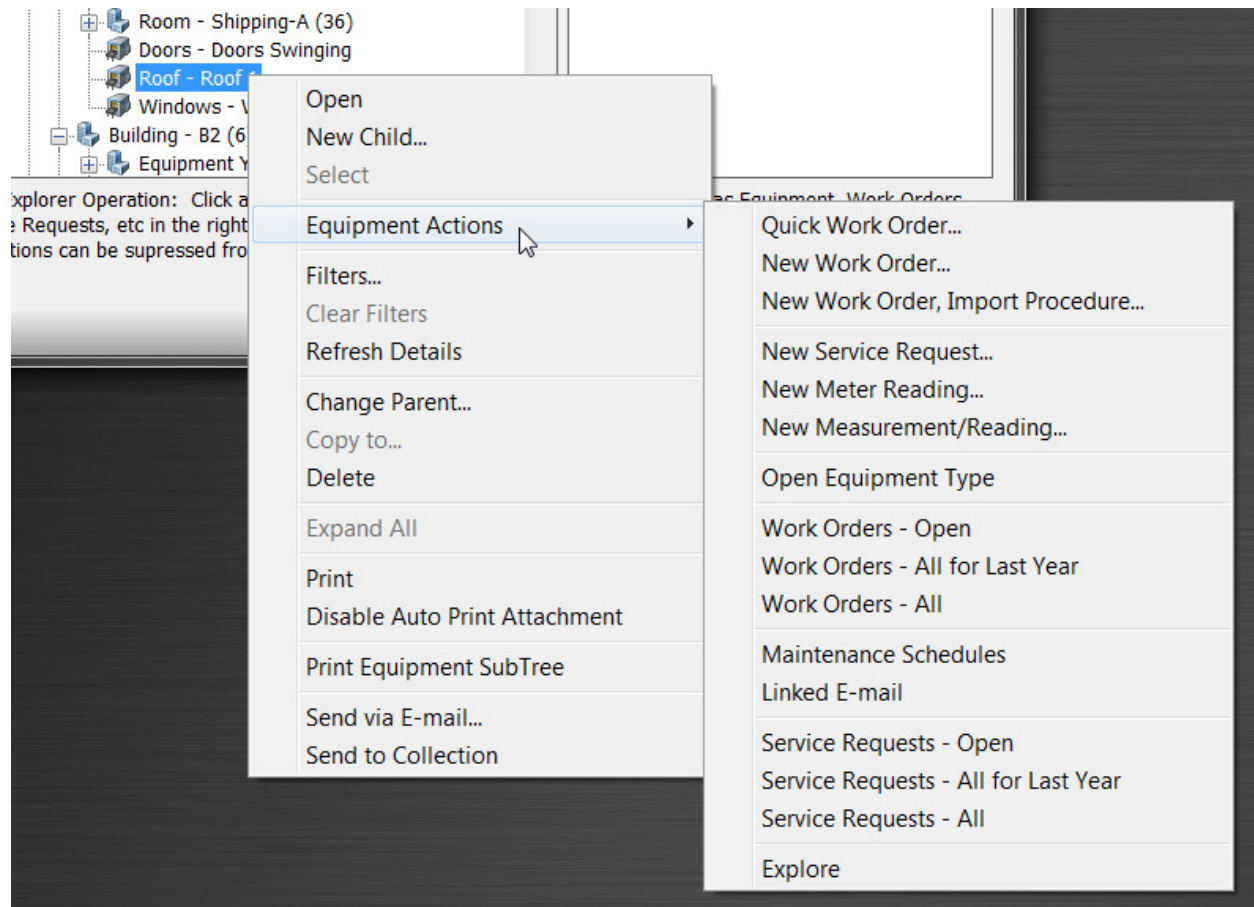 Room - Shipping-A (36)
Doors - Doors Swinging
Roof - Roof
Windows -
Building - B2 (6)
Equipment
Explorer Operation: Click a
as Equipment, Work Orders,
Requests, etc in the right
can be supressed
Open
New Child...
Select
Equipment Actions
Filters...
Clear Filters
Refresh Details
Change Parent...
Copy to...
Delete
Expand All
Print
Disable Auto Print Attachment
Print Equipment SubTree
Send via E-mail...
Send to Collection
Quick Work Order...
New Work Order...
New Work Order, Import Procedure...
New Service Request...
New Meter Reading...
New Measurement/Reading...
Open Equipment Type
Work Orders - Open
Work Orders - All for Last Year
Work Orders - All
Maintenance Schedules
Linked E-mail
Service Requests - Open
Service Requests - All for Last Year
Service Requests - All
Explore